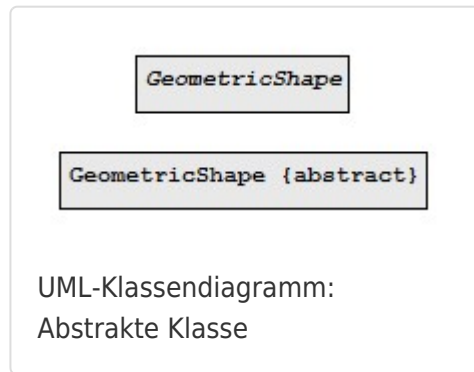 GeometricShape
GeometricShape {abstract}
UML-Klassendiagramm:
Abstrakte Klasse